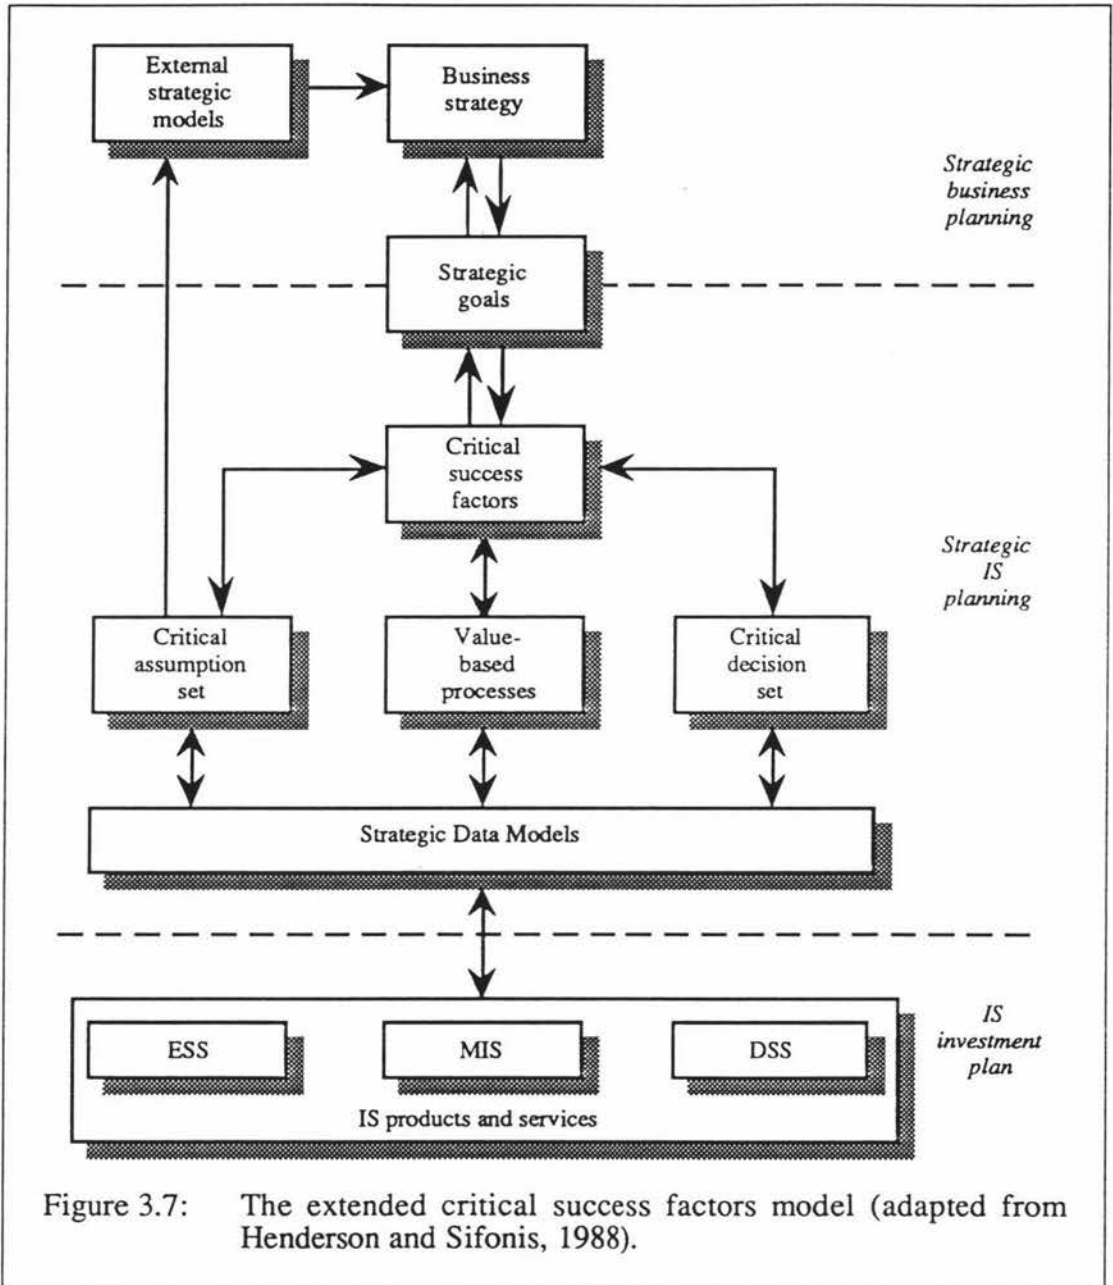 External
strategic
models
Business
strategy
Strategic
business
planning
Strategic
goals
Critical
success
factors
Strategic
IS
planning
Critical
assumption
set
Value-
based
processes
Critical
decision
set
Strategic Data Models
IS
investment
plan
ESS
MIS
DSS
IS products and services
Figure 3.7: The extended critical success factors model (adapted from
Henderson and Sifonis, 1988).